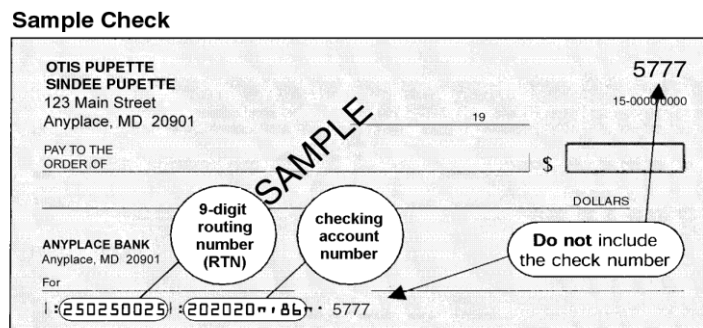 Sample Check
OTIS PUPETTE
SINDEE PUPETTE
123 Main Street
Anyplace, MD 20901
5777
15-0000/0000
19
SAMPLE
PAY TO THE
ORDER OF
$
DOLLARS
9-digit
routing
number
(RTN)
checking
account
number
Do not include
the check number
ANYPLACE BANK
Anyplace, MD 20901
For
|:250250025|:202020⑈86⑈ 5777